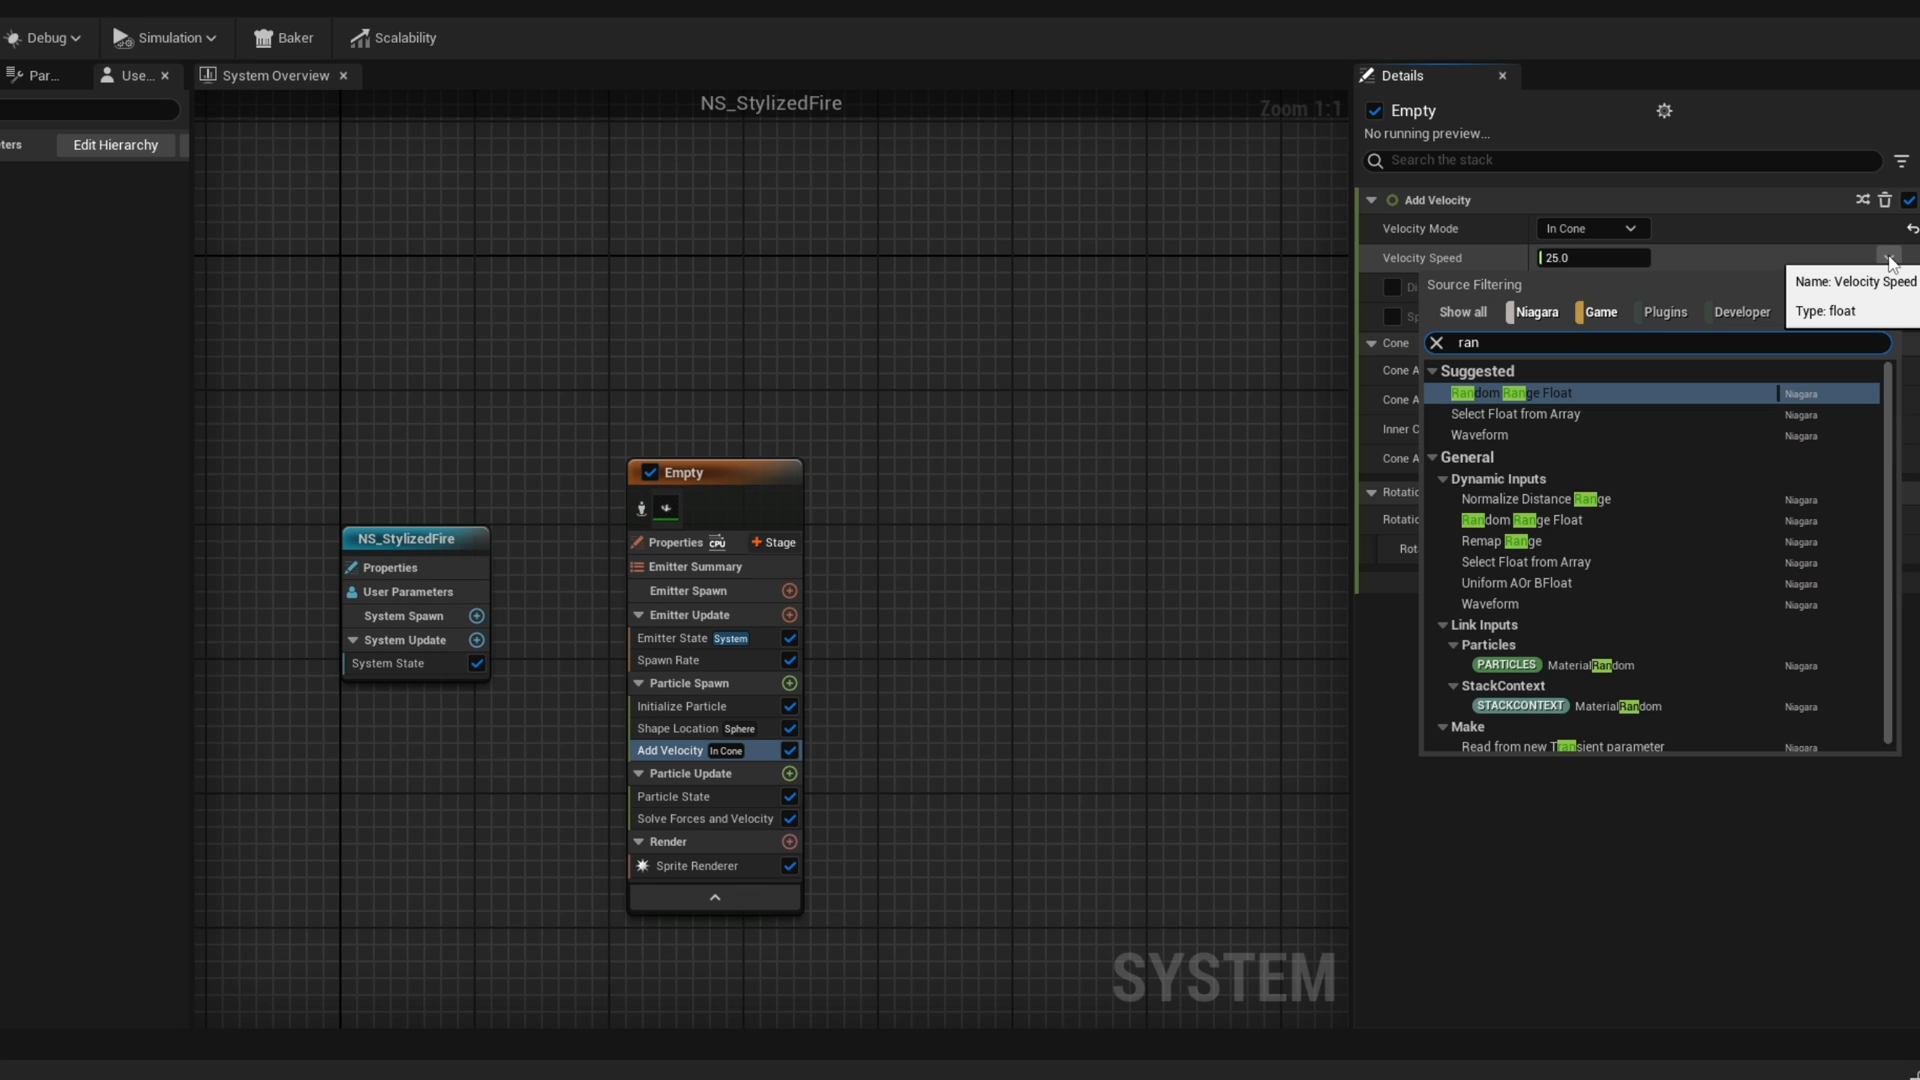 Debug
Simulation
Baker
Scalability
Par...
Use...
System Overview
Details
NS_StylizedFire
Zoom 1:1
Empty
No running preview...
ters
Edit Hierarchy
Search the stack
Add Velocity
Velocity Mode
In Cone
Velocity Speed
25.0
Name: Velocity Speed
Type: float
Source Filtering
Di
Show all
Niagara
Game
Plugins
Developer
Sp
Cone
ran
Cone A
Cone A
Inner C
Cone A
Rotatic
Rotatic
Rot
Suggested
Random Range Float Niagara
Select Float from Array Niagara
Waveform Niagara
General
Dynamic Inputs
Normalize Distance Range Niagara
Random Range Float Niagara
Remap Range Niagara
Select Float from Array Niagara
Uniform AOr BFloat Niagara
Waveform Niagara
Link Inputs
Particles
PARTICLES MaterialRandom Niagara
StackContext
STACKCONTEXT MaterialRandom Niagara
Make
Read from new Transient parameter Niagara
NS_StylizedFire
Properties
User Parameters
System Spawn
System Update
System State
Empty
Properties CPU + Stage
Emitter Summary
Emitter Spawn
Emitter Update
Emitter State System
Spawn Rate
Particle Spawn
Initialize Particle
Shape Location Sphere
Add Velocity In Cone
Particle Update
Particle State
Solve Forces and Velocity
Render
Sprite Renderer
SYSTEM